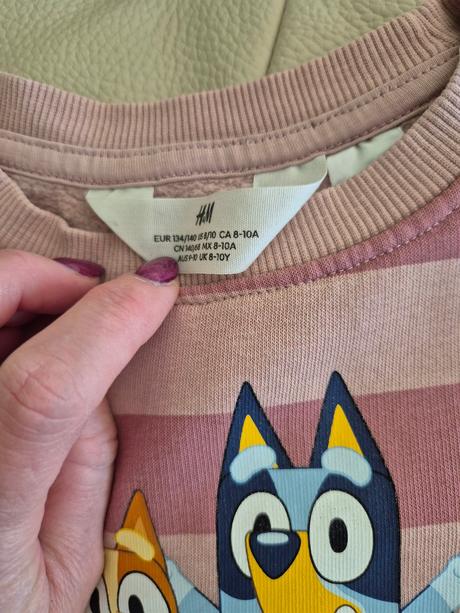 H&M
EUR 134/140 US 8/10 CA 8-10A
CN 140/68 MX 8-10A
AUS 9-10 UK 8-10Y